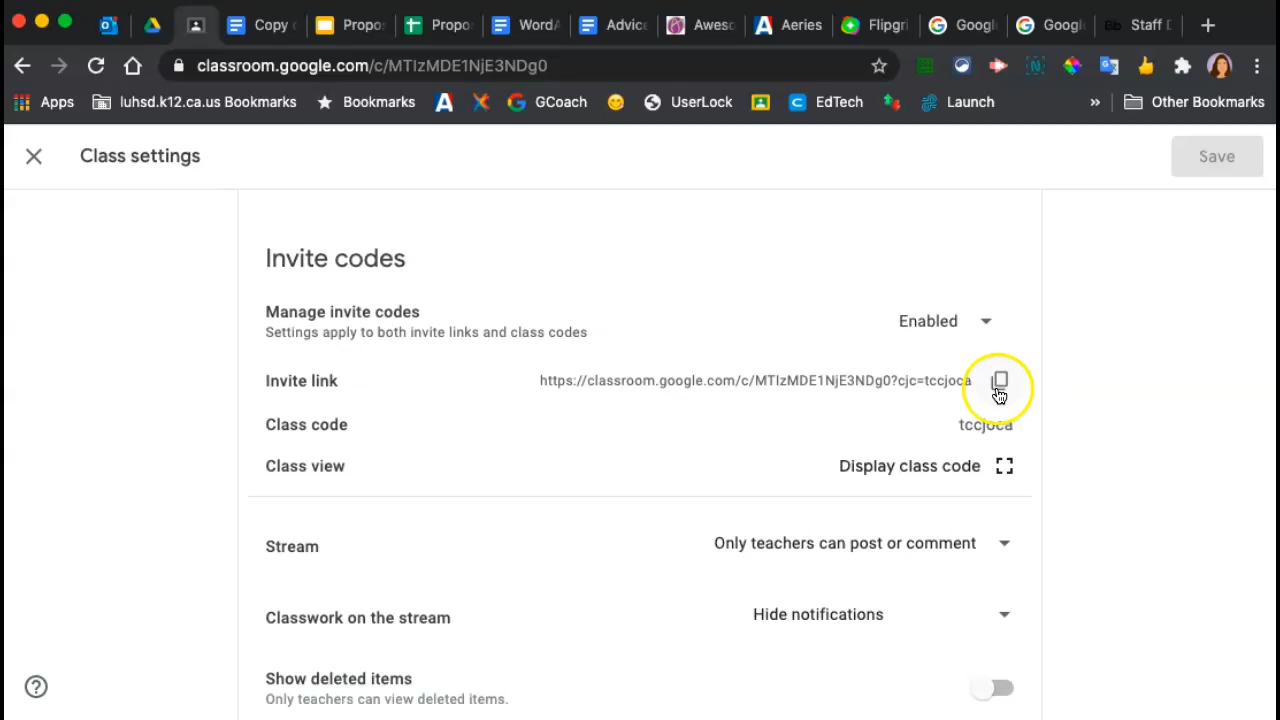 Copy
Propo
Propo
WordA
Advice
Aweso
Aeries
Flipgri
Googl
Googl
Bb Staff D
classroom.google.com/c/MTIzMDE1NjE3NDg0
Apps luhsd.k12.ca.us Bookmarks Bookmarks GCoach UserLock EdTech Launch » Other Bookmarks
Class settings
Save
Invite codes
Manage invite codes
Enabled
Settings apply to both invite links and class codes
Invite link
https://classroom.google.com/c/MTIzMDE1NjE3NDg0?cjc=tccjoca
Class code
tccjoca
Class view
Display class code
Stream
Only teachers can post or comment
Classwork on the stream
Hide notifications
Show deleted items
Only teachers can view deleted items.